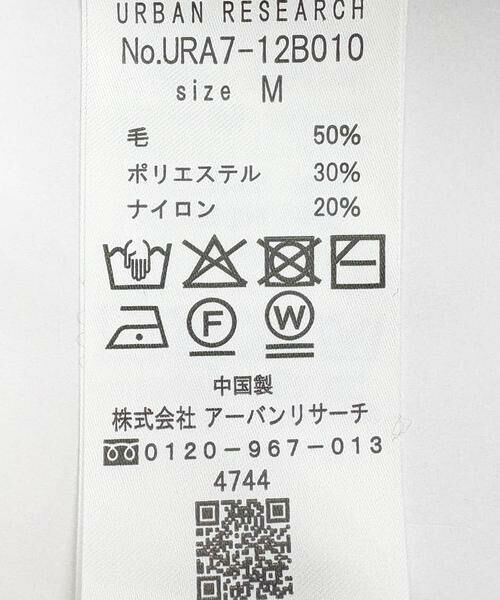 URBAN RESEARCH
No.URA7-12B010
size M
毛 50%
ポリエステル 30%
ナイロン 20%
F W
中国製
株式会社 アーバンリサーチ
0120-967-013
4744